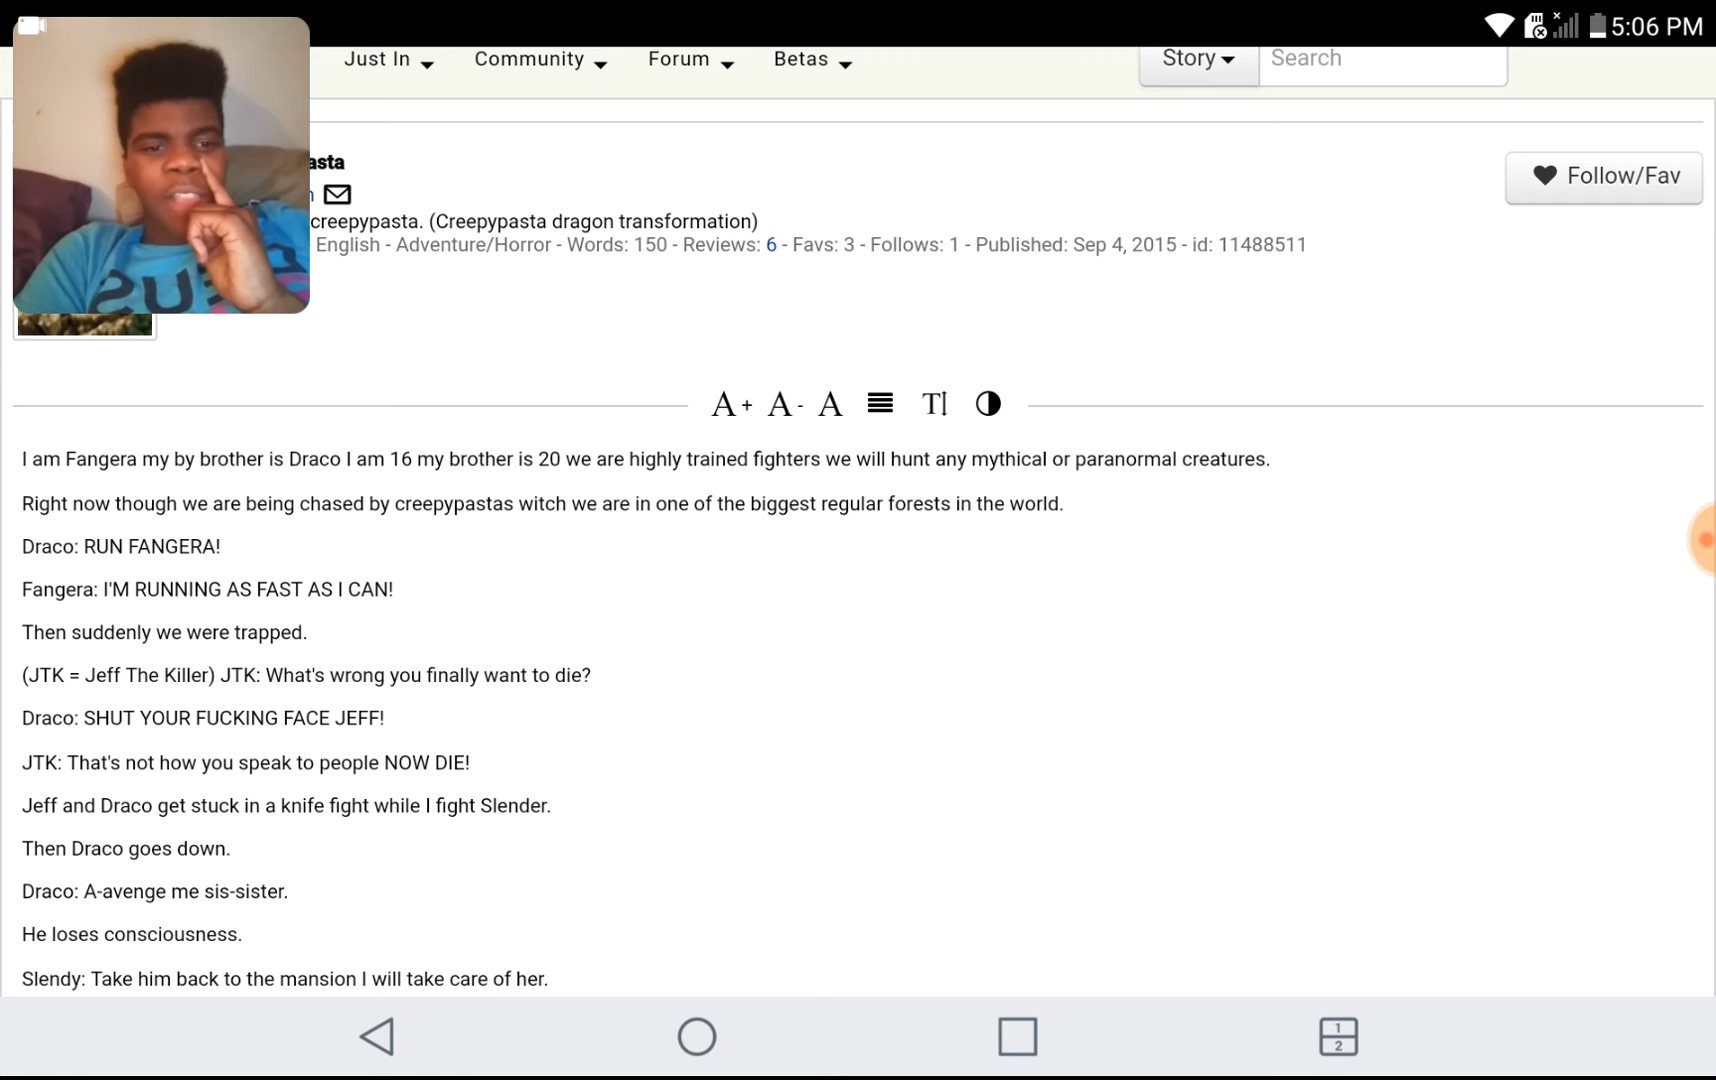 5:06 PM
Just In Community Forum Betas Story Search
asta
Follow/Fav
creepypasta. (Creepypasta dragon transformation)
English - Adventure/Horror - Words: 150 - Reviews: 6 - Favs: 3 - Follows: 1 - Published: Sep 4, 2015 - id: 11488511
A+ A- A
I am Fangera my by brother is Draco I am 16 my brother is 20 we are highly trained fighters we will hunt any mythical or paranormal creatures.
Right now though we are being chased by creepypastas witch we are in one of the biggest regular forests in the world.
Draco: RUN FANGERA!
Fangera: I'M RUNNING AS FAST AS I CAN!
Then suddenly we were trapped.
(JTK = Jeff The Killer) JTK: What's wrong you finally want to die?
Draco: SHUT YOUR FUCKING FACE JEFF!
JTK: That's not how you speak to people NOW DIE!
Jeff and Draco get stuck in a knife fight while I fight Slender.
Then Draco goes down.
Draco: A-avenge me sis-sister.
He loses consciousness.
Slendy: Take him back to the mansion I will take care of her.
1
2